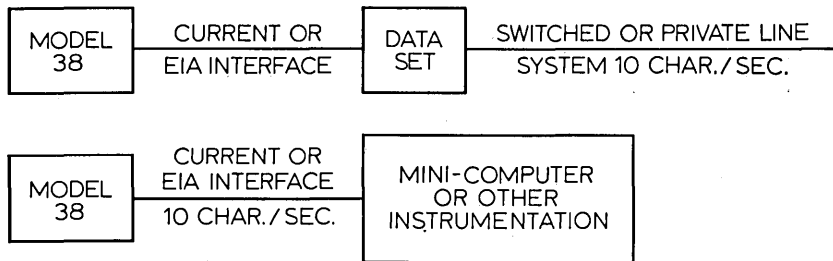 MODEL
38
CURRENT OR
EIA INTERFACE
DATA
SET
SWITCHED OR PRIVATE LINE
SYSTEM 10 CHAR./SEC.
MODEL
38
CURRENT OR
EIA INTERFACE
10 CHAR./SEC.
MINI-COMPUTER
OR OTHER
INSTRUMENTATION